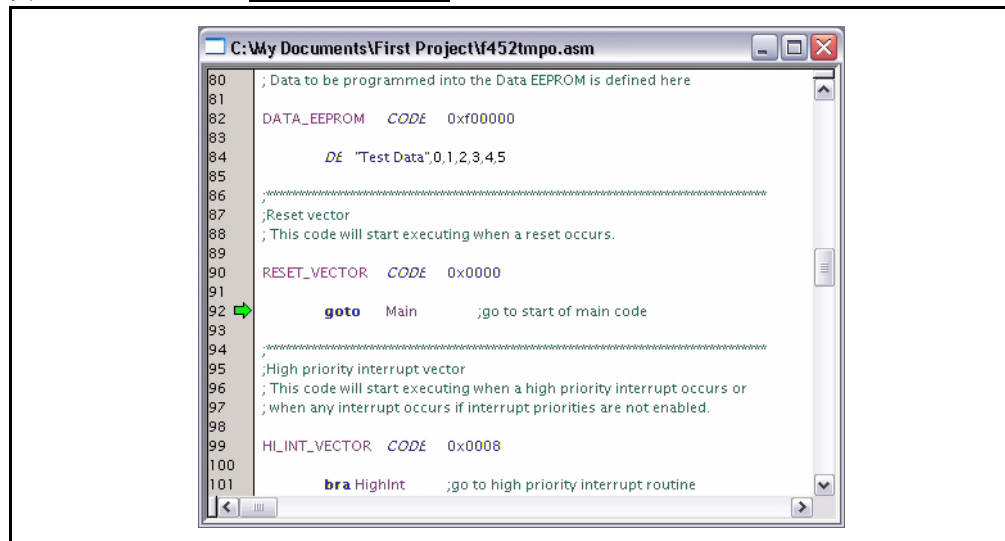 C:\My Documents\First Project\f452tmpo.asm
80 ; Data to be programmed into the Data EEPROM is defined here
81
82 DATA_EEPROM CODE 0xf00000
83
84 DE "Test Data",0,1,2,3,4,5
85
86 ;******************************************************************************
87 ;Reset vector
88 ; This code will start executing when a reset occurs.
89
90 RESET_VECTOR CODE 0x0000
91
92 goto Main ;go to start of main code
93
94 ;******************************************************************************
95 ;High priority interrupt vector
96 ; This code will start executing when a high priority interrupt occurs or
97 ; when any interrupt occurs if interrupt priorities are not enabled.
98
99 HI_INT_VECTOR CODE 0x0008
100
101 bra HighInt ;go to high priority interrupt routine